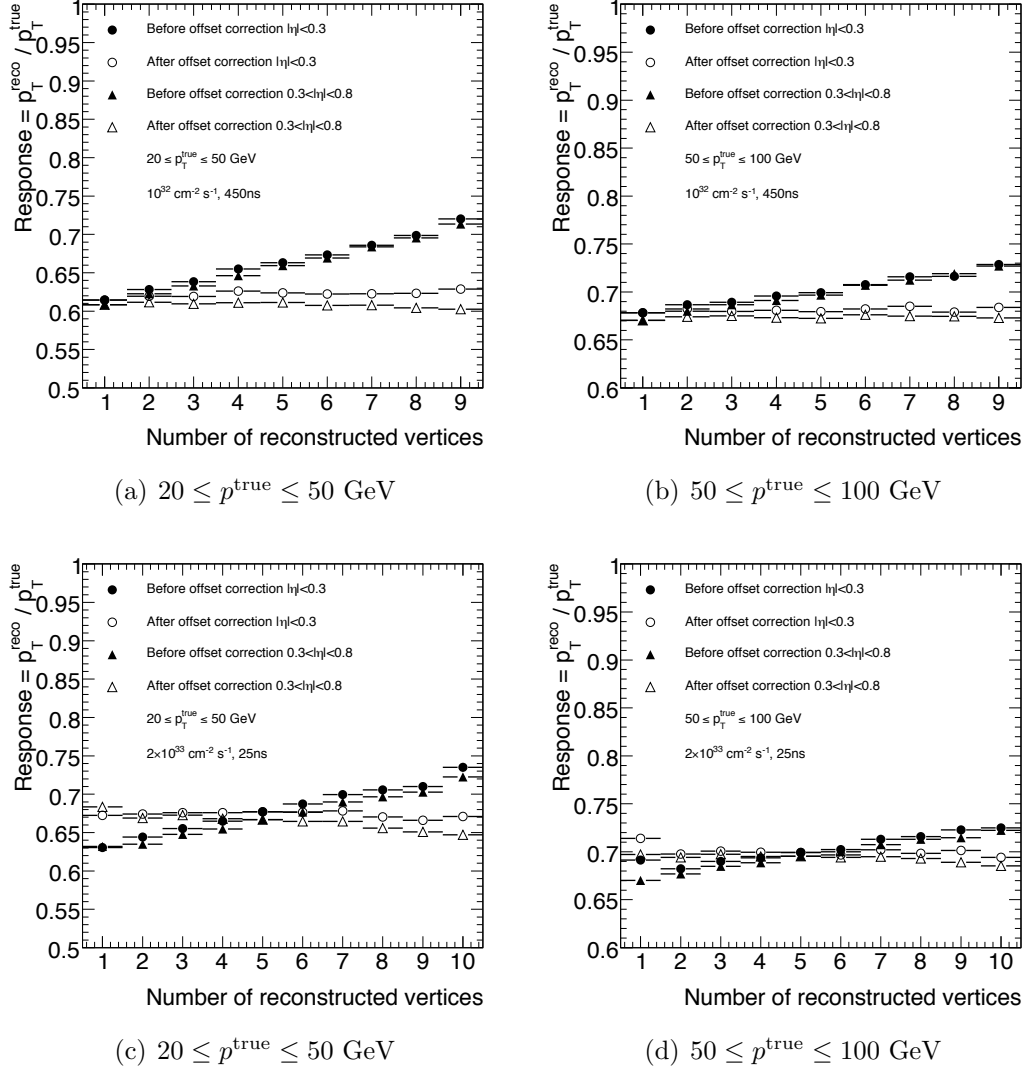 Response = p_T^reco / p_T^true
1
0.95
0.9
0.85
0.8
0.75
0.7
0.65
0.6
0.55
0.5
Before offset correction |η|<0.3
After offset correction |η|<0.3
Before offset correction 0.3<|η|<0.8
After offset correction 0.3<|η|<0.8
20 ≤ p_T^true ≤ 50 GeV
10^32 cm^-2 s^-1, 450ns
1 2 3 4 5 6 7 8 9
Number of reconstructed vertices
(a) 20 ≤ p^true ≤ 50 GeV
Response = p_T^reco / p_T^true
1
0.95
0.9
0.85
0.8
0.75
0.7
0.65
0.6
Before offset correction |η|<0.3
After offset correction |η|<0.3
Before offset correction 0.3<|η|<0.8
After offset correction 0.3<|η|<0.8
50 ≤ p_T^true ≤ 100 GeV
10^32 cm^-2 s^-1, 450ns
1 2 3 4 5 6 7 8 9
Number of reconstructed vertices
(b) 50 ≤ p^true ≤ 100 GeV
Response = p_T^reco / p_T^true
1
0.95
0.9
0.85
0.8
0.75
0.7
0.65
0.6
0.55
0.5
Before offset correction |η|<0.3
After offset correction |η|<0.3
Before offset correction 0.3<|η|<0.8
After offset correction 0.3<|η|<0.8
20 ≤ p_T^true ≤ 50 GeV
2×10^33 cm^-2 s^-1, 25ns
1 2 3 4 5 6 7 8 9 10
Number of reconstructed vertices
(c) 20 ≤ p^true ≤ 50 GeV
Response = p_T^reco / p_T^true
1
0.95
0.9
0.85
0.8
0.75
0.7
0.65
0.6
Before offset correction |η|<0.3
After offset correction |η|<0.3
Before offset correction 0.3<|η|<0.8
After offset correction 0.3<|η|<0.8
50 ≤ p_T^true ≤ 100 GeV
2×10^33 cm^-2 s^-1, 25ns
1 2 3 4 5 6 7 8 9 10
Number of reconstructed vertices
(d) 50 ≤ p^true ≤ 100 GeV